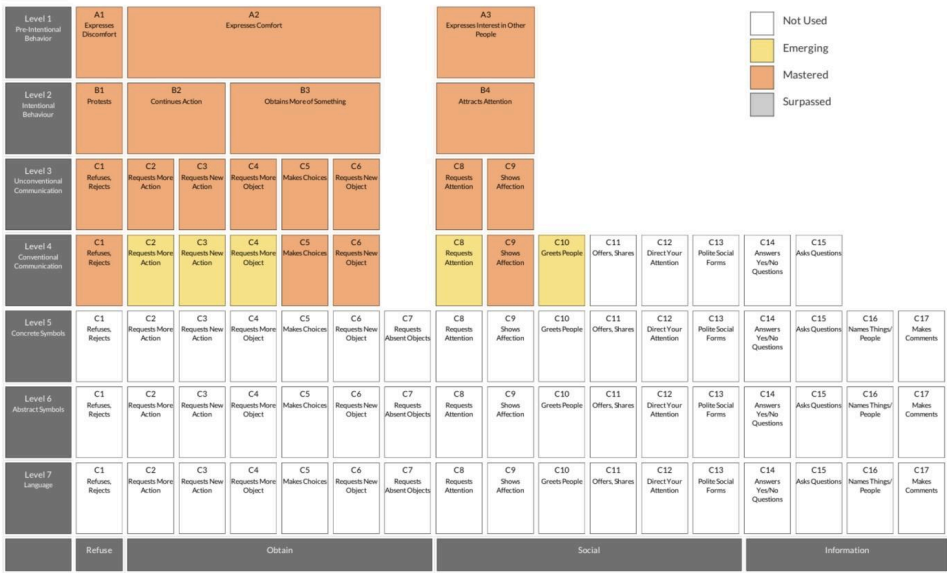 Level 1
Pre-Intentional
Behavior
A1
Expresses
Discomfort
A2
Expresses Comfort
A3
Expresses Interest in Other
People
Not Used
Emerging
Mastered
Surpassed
Level 2
Intentional
Behaviour
B1
Protests
B2
Continues Action
B3
Obtains More of Something
B4
Attracts Attention
Level 3
Unconventional
Communication
C1
Refuses,
Rejects
C2
Requests More
Action
C3
Requests New
Action
C4
Requests More
Object
C5
Makes Choices
C6
Requests New
Object
C8
Requests
Attention
C9
Shows
Affection
Level 4
Conventional
Communication
C1
Refuses,
Rejects
C2
Requests More
Action
C3
Requests New
Action
C4
Requests More
Object
C5
Makes Choices
C6
Requests New
Object
C8
Requests
Attention
C9
Shows
Affection
C10
Greets People
C11
Offers, Shares
C12
Direct Your
Attention
C13
Polite Social
Forms
C14
Answers
Yes/No
Questions
C15
Asks Questions
Level 5
Concrete Symbols
C1
Refuses,
Rejects
C2
Requests More
Action
C3
Requests New
Action
C4
Requests More
Object
C5
Makes Choices
C6
Requests New
Object
C7
Requests
Absent Objects
C8
Requests
Attention
C9
Shows
Affection
C10
Greets People
C11
Offers, Shares
C12
Direct Your
Attention
C13
Polite Social
Forms
C14
Answers
Yes/No
Questions
C15
Asks Questions
C16
Names Things/
People
C17
Makes
Comments
Level 6
Abstract Symbols
C1
Refuses,
Rejects
C2
Requests More
Action
C3
Requests New
Action
C4
Requests More
Object
C5
Makes Choices
C6
Requests New
Object
C7
Requests
Absent Objects
C8
Requests
Attention
C9
Shows
Affection
C10
Greets People
C11
Offers, Shares
C12
Direct Your
Attention
C13
Polite Social
Forms
C14
Answers
Yes/No
Questions
C15
Asks Questions
C16
Names Things/
People
C17
Makes
Comments
Level 7
Language
C1
Refuses,
Rejects
C2
Requests More
Action
C3
Requests New
Action
C4
Requests More
Object
C5
Makes Choices
C6
Requests New
Object
C7
Requests
Absent Objects
C8
Requests
Attention
C9
Shows
Affection
C10
Greets People
C11
Offers, Shares
C12
Direct Your
Attention
C13
Polite Social
Forms
C14
Answers
Yes/No
Questions
C15
Asks Questions
C16
Names Things/
People
C17
Makes
Comments
Refuse
Obtain
Social
Information